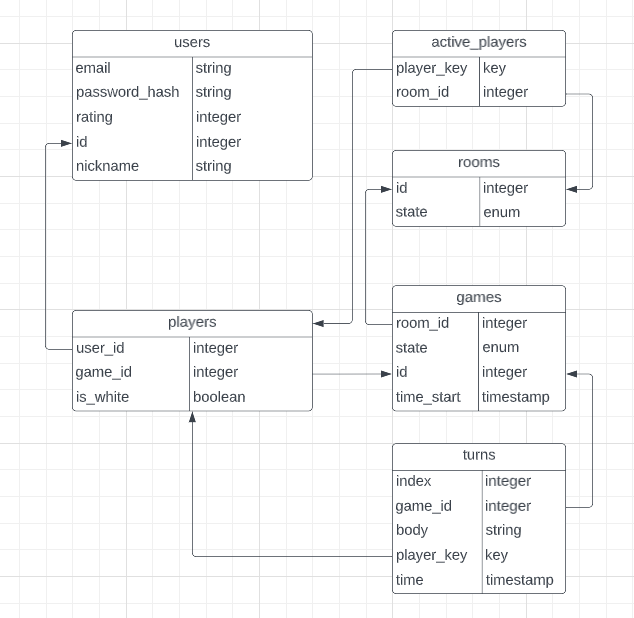 users
email string
password_hash string
rating integer
id integer
nickname string
active_players
player_key key
room_id integer
rooms
id integer
state enum
players
user_id integer
game_id integer
is_white boolean
games
room_id integer
state enum
id integer
time_start timestamp
turns
index integer
game_id integer
body string
player_key key
time timestamp